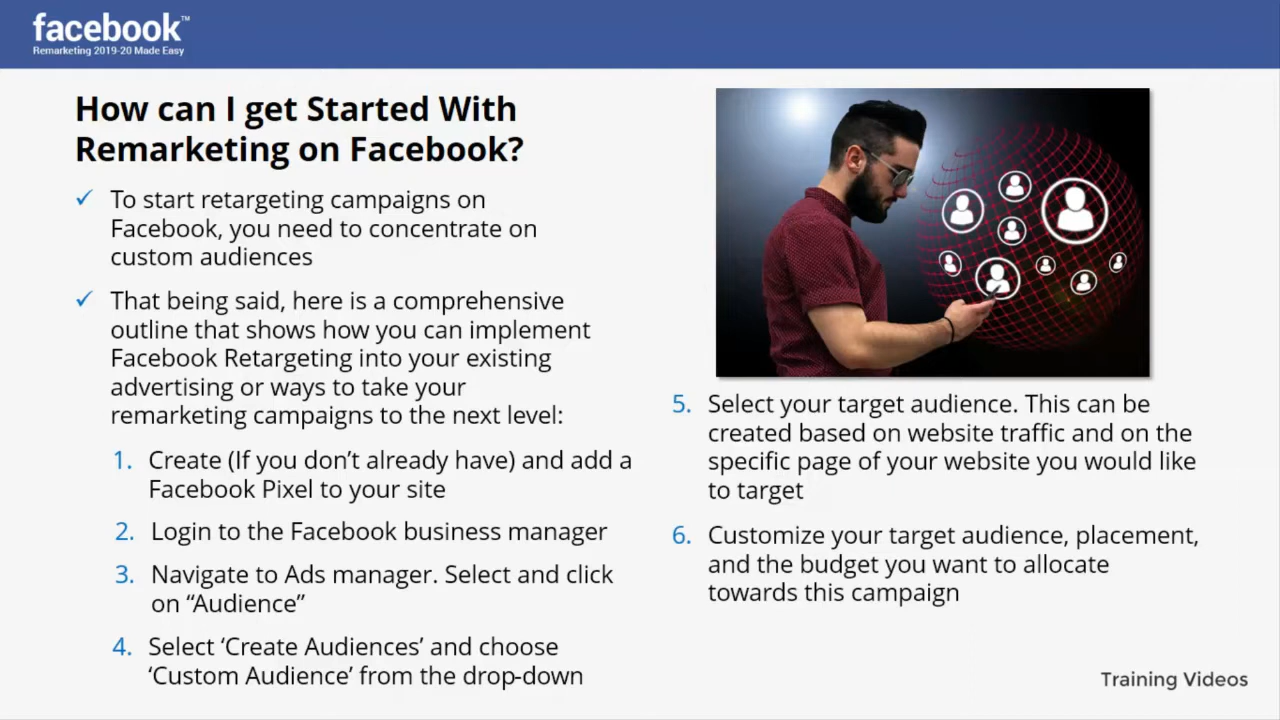 facebook™
Remarketing 2019-20 Made Easy
How can I get Started With
Remarketing on Facebook?
✓ To start retargeting campaigns on
Facebook, you need to concentrate on
custom audiences
✓ That being said, here is a comprehensive
outline that shows how you can implement
Facebook Retargeting into your existing
advertising or ways to take your
remarketing campaigns to the next level:
1. Create (If you don’t already have) and add a
Facebook Pixel to your site
2. Login to the Facebook business manager
3. Navigate to Ads manager. Select and click
on “Audience”
4. Select ‘Create Audiences’ and choose
‘Custom Audience’ from the drop-down
5. Select your target audience. This can be
created based on website traffic and on the
specific page of your website you would like
to target
6. Customize your target audience, placement,
and the budget you want to allocate
towards this campaign
Training Videos